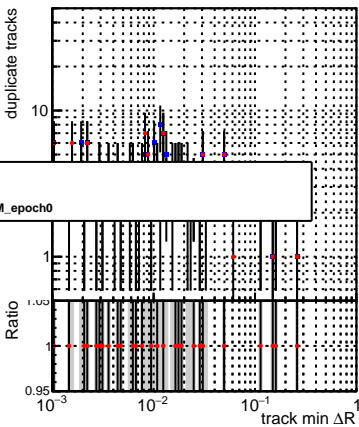 duplicate tracks
10
M_epoch0
1
1.05
Ratio
1
0.95
10⁻³
10⁻²
10⁻¹
1
track min ΔR